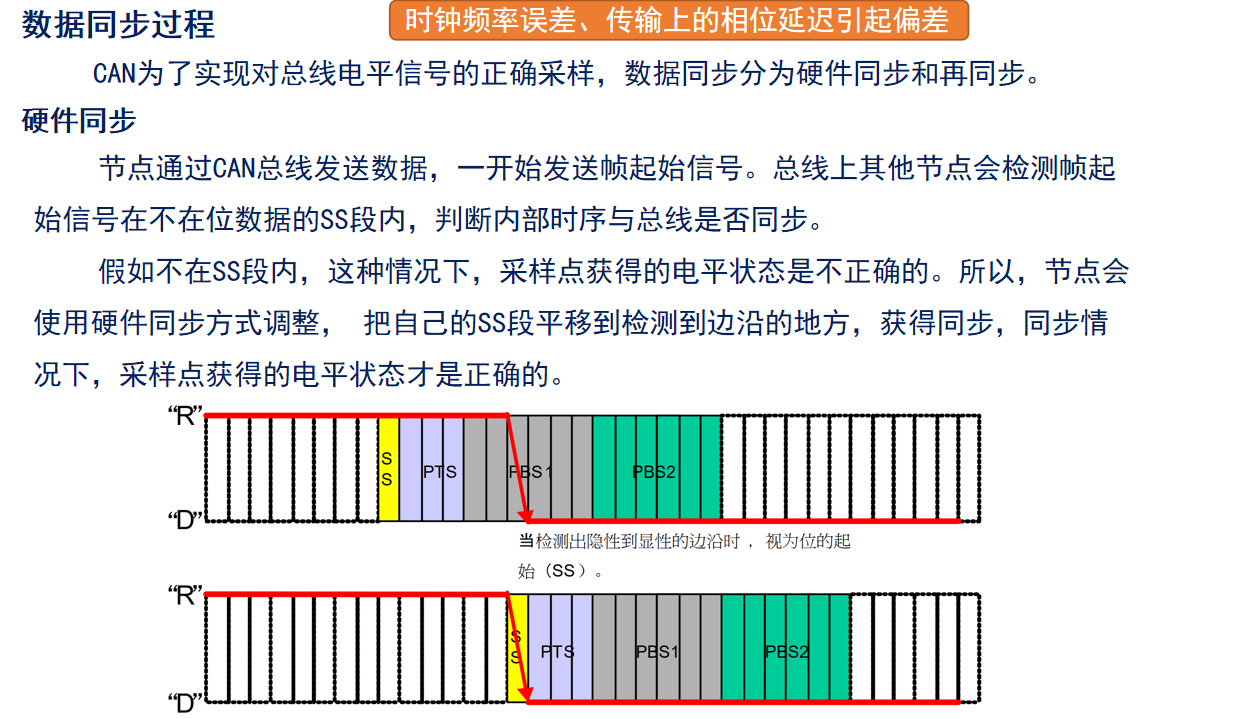 数据同步过程
时钟频率误差、传输上的相位延迟引起偏差
CAN为了实现对总线电平信号的正确采样，数据同步分为硬件同步和再同步。
硬件同步
节点通过CAN总线发送数据，一开始发送帧起始信号。总线上其他节点会检测帧起
始信号在不在位数据的SS段内，判断内部时序与总线是否同步。
假如不在SS段内，这种情况下，采样点获得的电平状态是不正确的。所以，节点会
使用硬件同步方式调整， 把自己的SS段平移到检测到边沿的地方，获得同步，同步情
况下，采样点获得的电平状态才是正确的。
“R”
SS
PTS
PBS1
PBS2
“D”
当检测出隐性到显性的边沿时 ，视为位的起
始（SS）。
“R”
SS
PTS
PBS1
PBS2
“D”